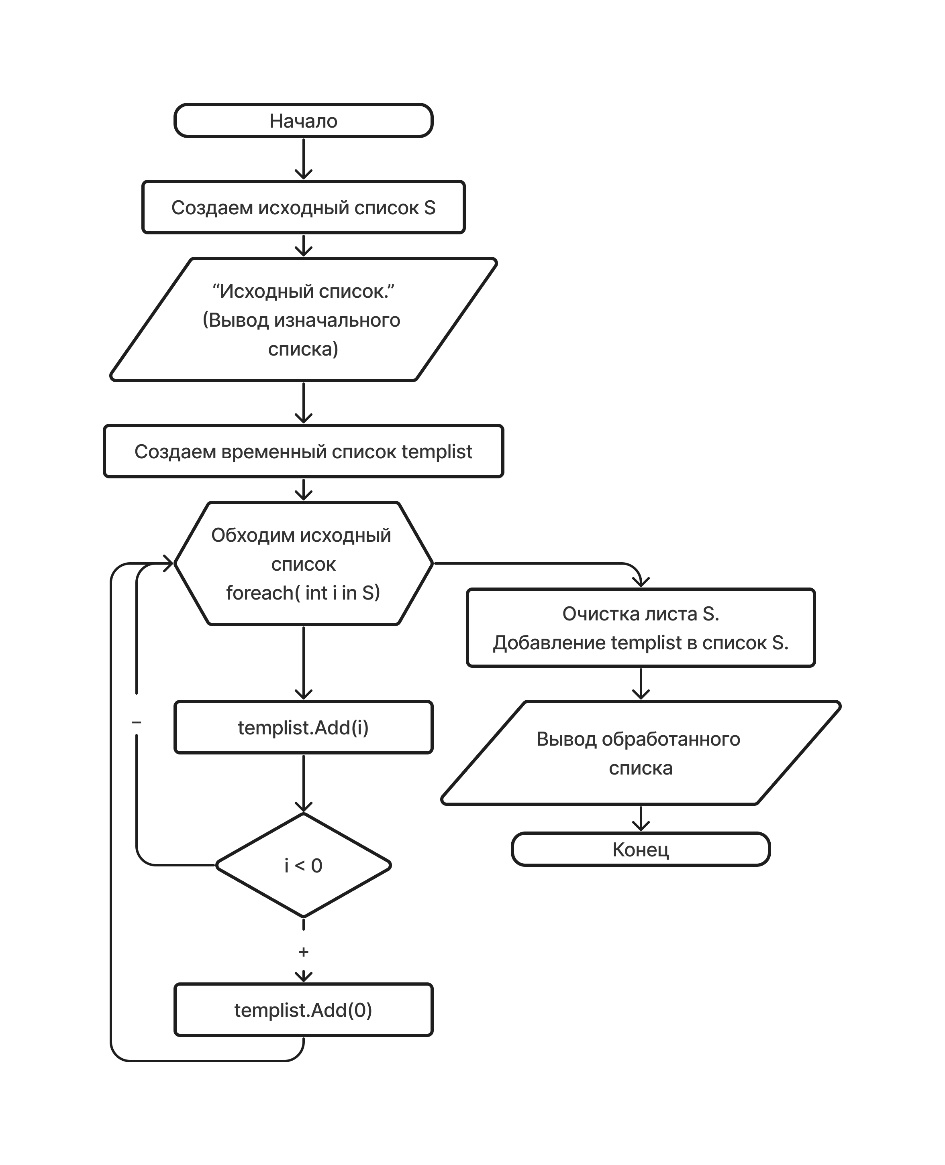 Начало
Создаем исходный список S
“Исходный список.”
(Вывод изначального
списка)
Создаем временный список templist
Обходим исходный
список
foreach( int i in S)
Очистка листа S.
Добавление templist в список S.
–
templist.Add(i)
Вывод обработанного
списка
i < 0
Конец
+
templist.Add(0)